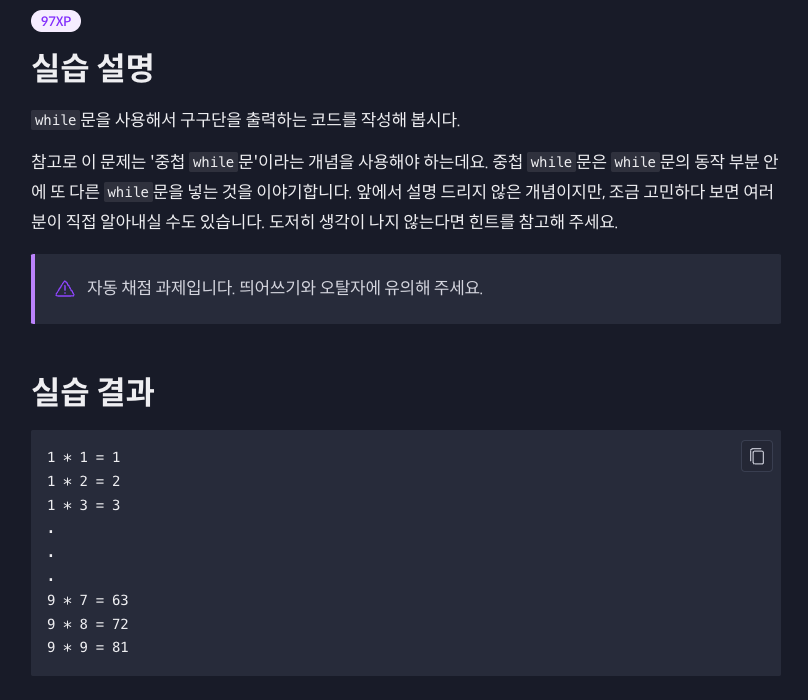 97XP
실습 설명
while문을 사용해서 구구단을 출력하는 코드를 작성해 봅시다.
참고로 이 문제는 '중첩 while문'이라는 개념을 사용해야 하는데요. 중첩 while문은 while문의 동작 부분 안
에 또 다른 while문을 넣는 것을 이야기합니다. 앞에서 설명 드리지 않은 개념이지만, 조금 고민하다 보면 여러
분이 직접 알아내실 수도 있습니다. 도저히 생각이 나지 않는다면 힌트를 참고해 주세요.
자동 채점 과제입니다. 띄어쓰기와 오탈자에 유의해 주세요.
실습 결과
1 * 1 = 1
1 * 2 = 2
1 * 3 = 3
.
.
.
9 * 7 = 63
9 * 8 = 72
9 * 9 = 81